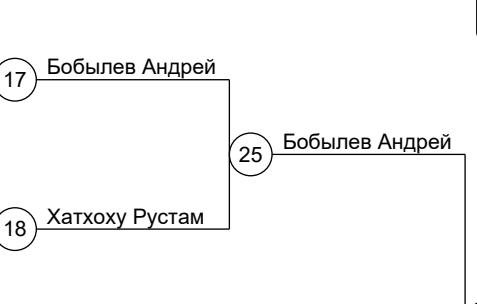 17
Бобылев Андрей
25
Бобылев Андрей
18
Хатхоху Рустам